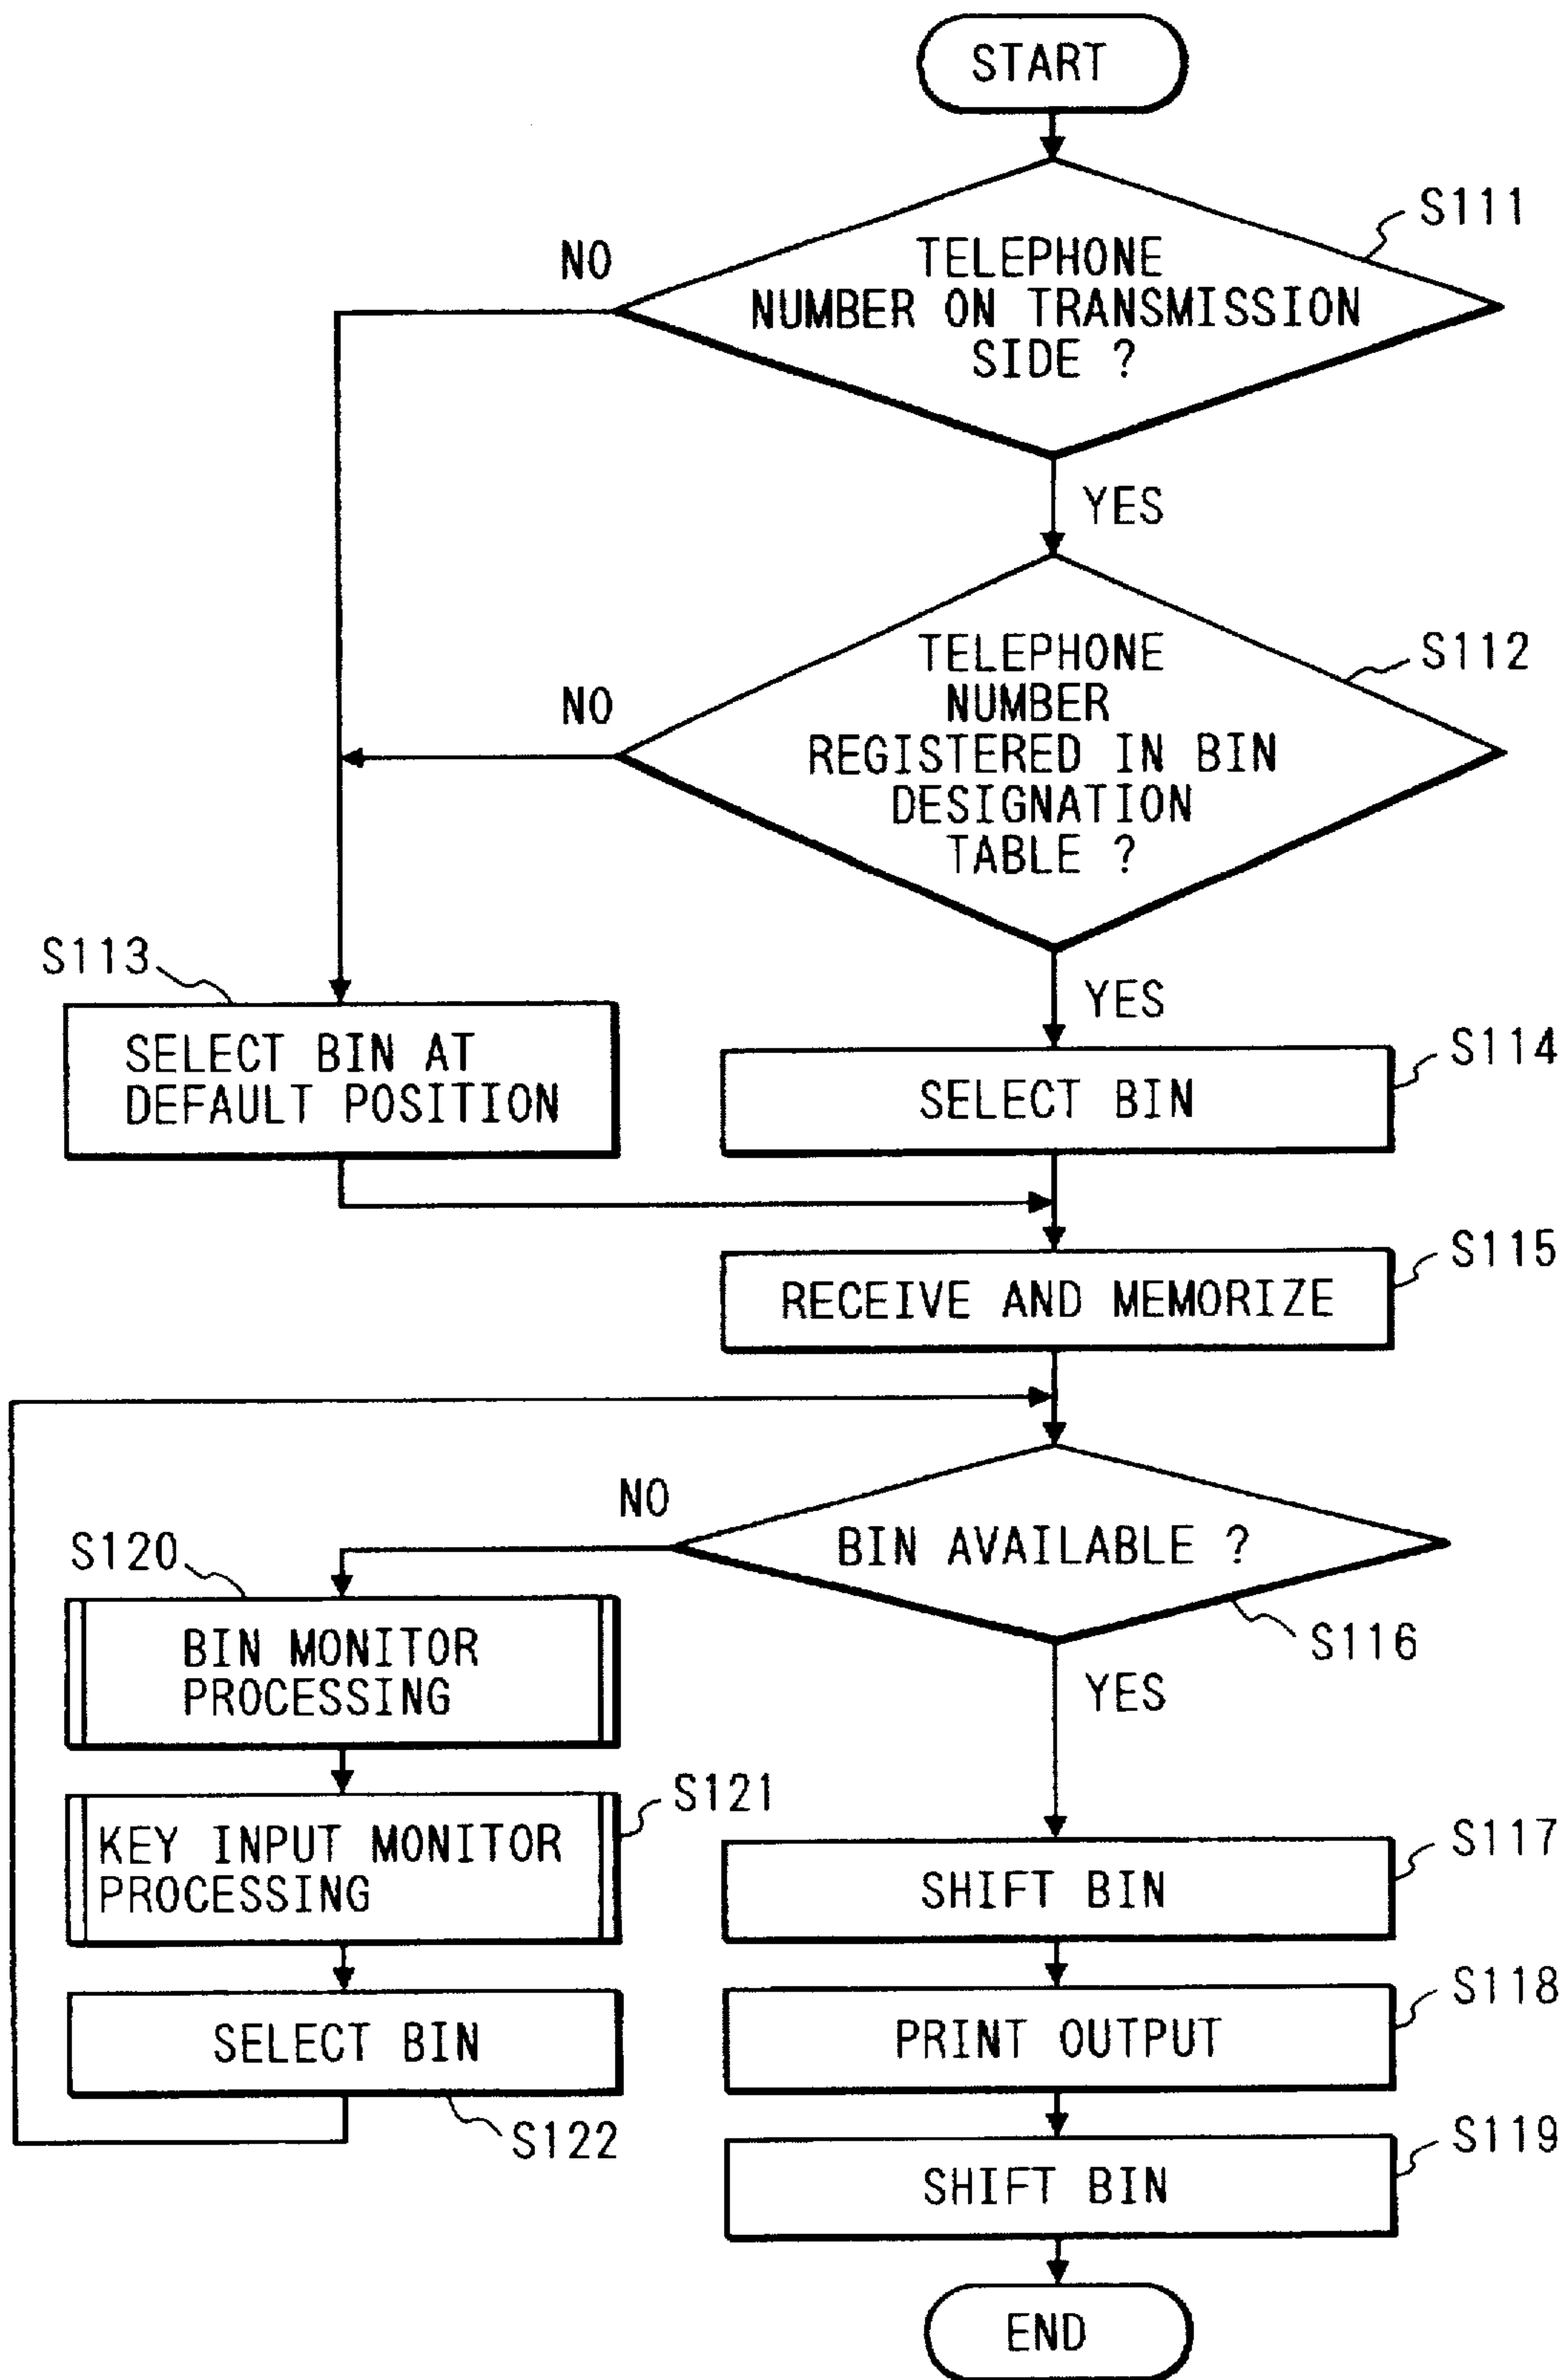 START
S111
NO
TELEPHONE
NUMBER ON TRANSMISSION
SIDE ?
YES
S112
TELEPHONE
NUMBER
REGISTERED IN BIN
DESIGNATION
TABLE ?
NO
S113
YES
SELECT BIN AT
DEFAULT POSITION
S114
SELECT BIN
S115
RECEIVE AND MEMORIZE
NO
BIN AVAILABLE ?
S116
S120
BIN MONITOR
PROCESSING
YES
S121
KEY INPUT MONITOR
PROCESSING
S117
SHIFT BIN
SELECT BIN
S122
S118
PRINT OUTPUT
S119
SHIFT BIN
END